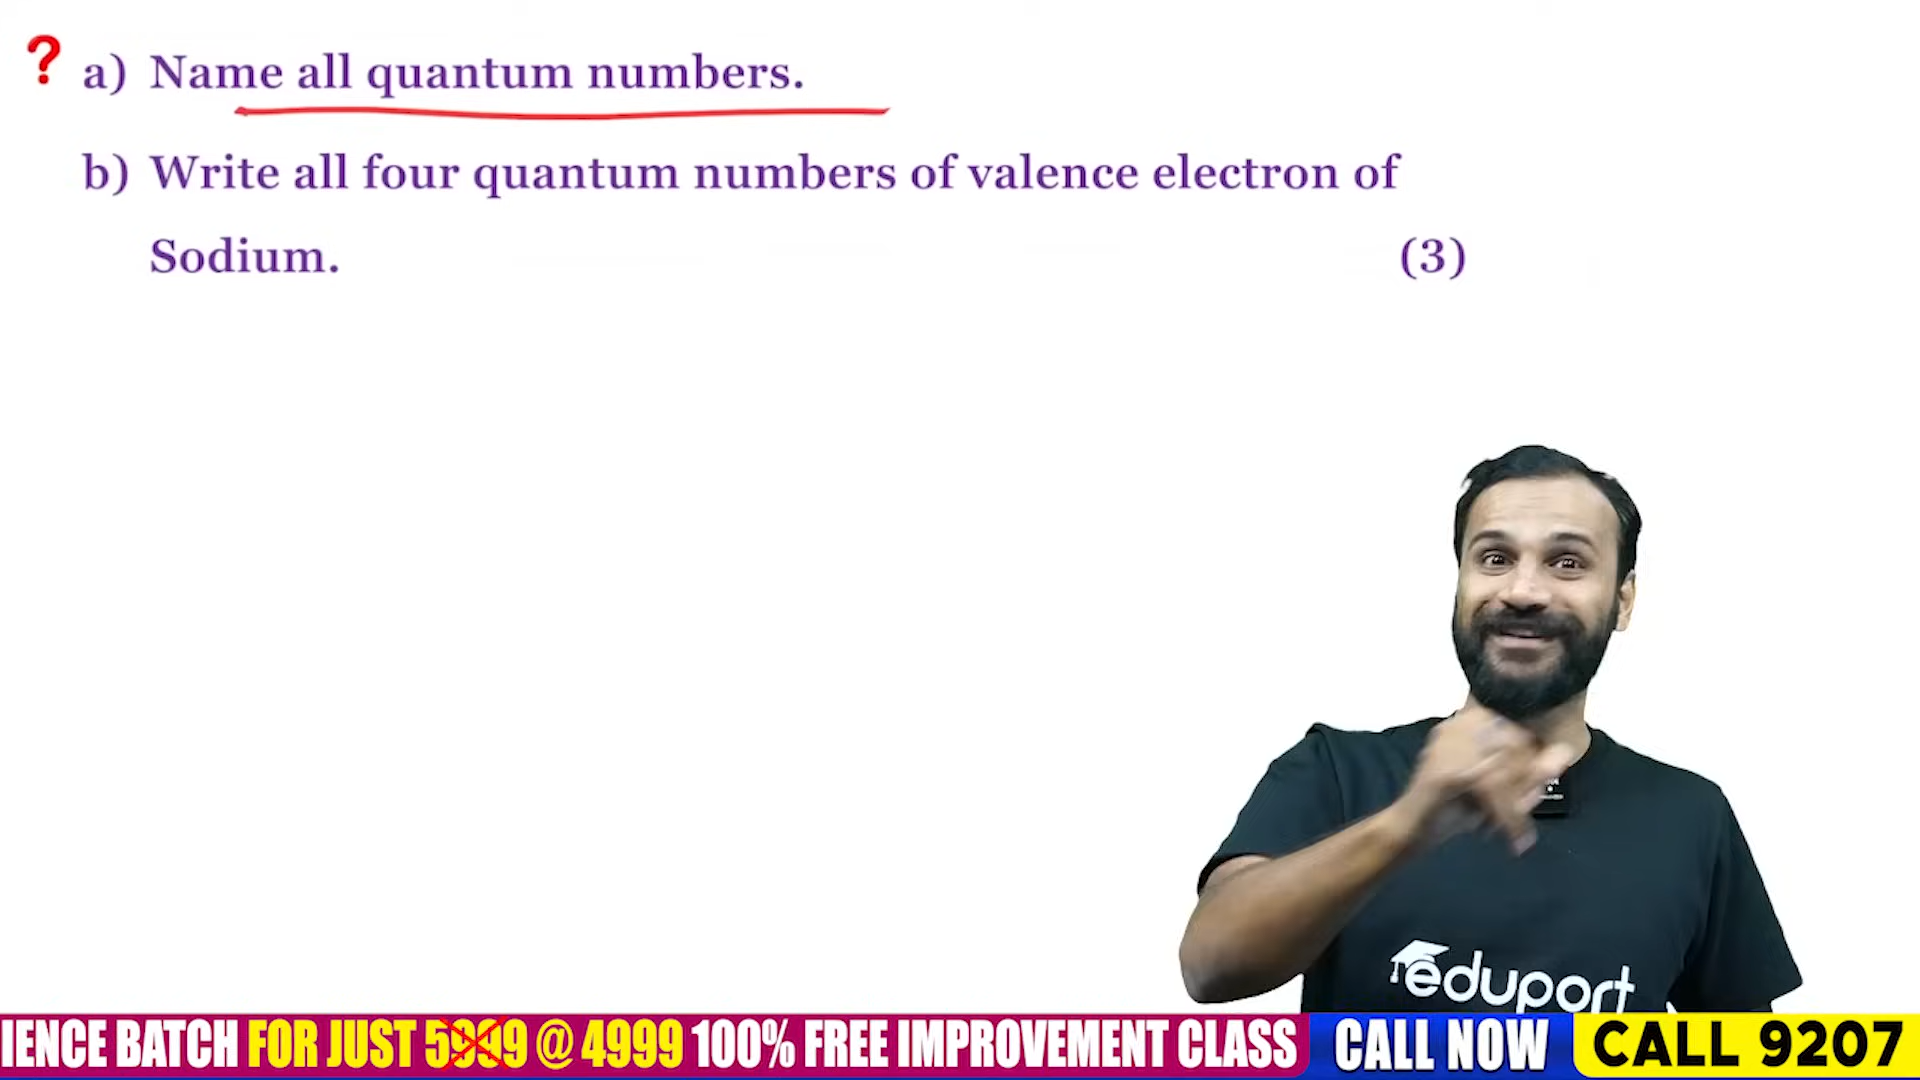 ❓ a) Name all quantum numbers.
b) Write all four quantum numbers of valence electron of
Sodium. (3)
eduport
IENCE BATCH FOR JUST 5999 @ 4999 100% FREE IMPROVEMENT CLASS CALL NOW CALL 9207